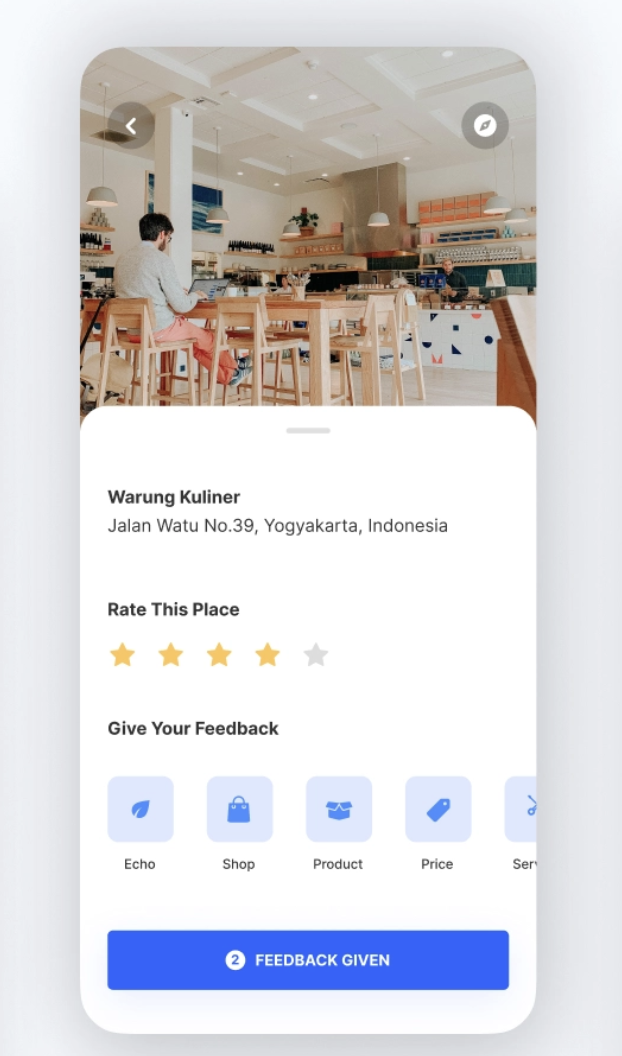 Warung Kuliner
Jalan Watu No.39, Yogyakarta, Indonesia
Rate This Place
Give Your Feedback
Echo Shop Product Price Serv
2 FEEDBACK GIVEN